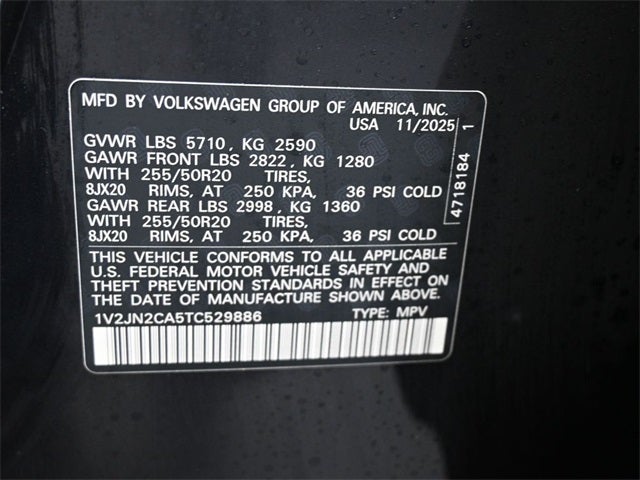 MFD BY VOLKSWAGEN GROUP OF AMERICA, INC.
USA 11/2025
GVWR LBS 5710, KG 2590
GAWR FRONT LBS 2822, KG 1280
WITH 255/50R20 TIRES,
8JX20 RIMS, AT 250 KPA, 36 PSI COLD
GAWR REAR LBS 2998, KG 1360
WITH 255/50R20 TIRES,
8JX20 RIMS, AT 250 KPA, 36 PSI COLD
THIS VEHICLE CONFORMS TO ALL APPLICABLE
U.S. FEDERAL MOTOR VEHICLE SAFETY AND
THEFT PREVENTION STANDARDS IN EFFECT ON
THE DATE OF MANUFACTURE SHOWN ABOVE.
1V2JN2CA5TC529886 TYPE: MPV
4718184 1